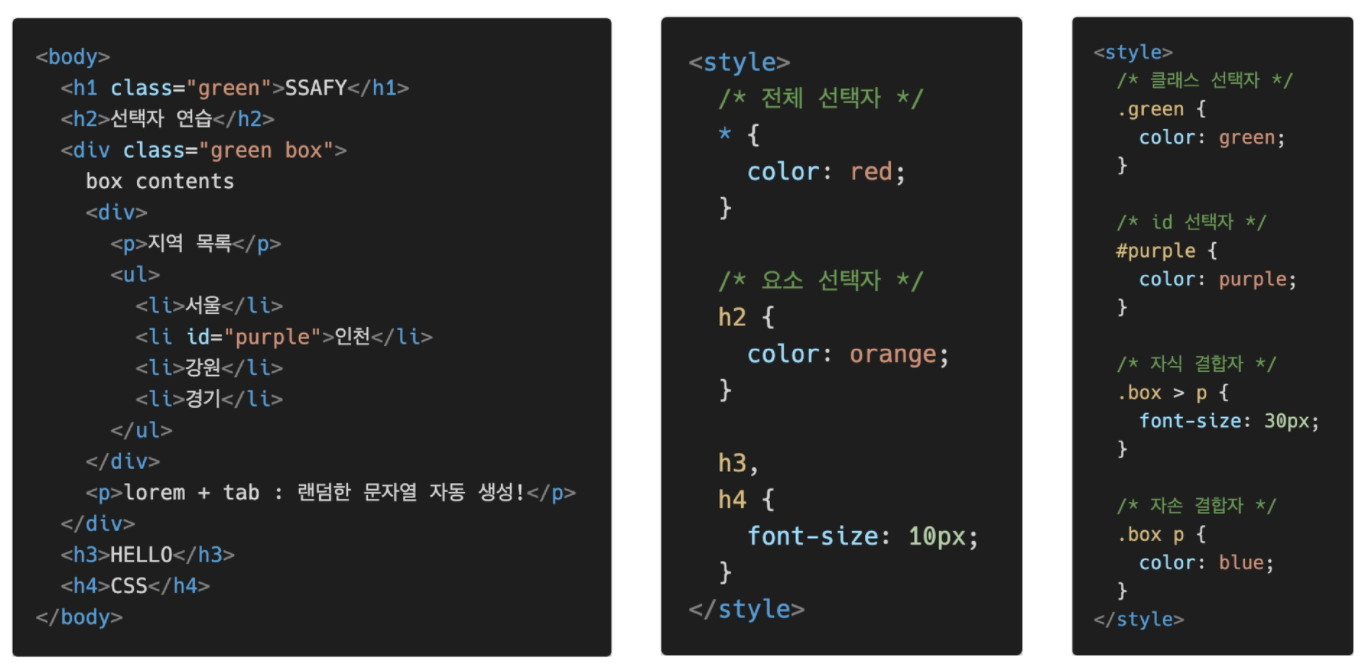 <body>
<h1 class="green">SSAFY</h1>
<h2>선택자 연습</h2>
<div class="green box">
box contents
<div>
<p>지역 목록</p>
<ul>
<li>서울</li>
<li id="purple">인천</li>
<li>강원</li>
<li>경기</li>
</ul>
</div>
<p>lorem + tab : 랜덤한 문자열 자동 생성!</p>
</div>
<h3>HELLO</h3>
<h4>CSS</h4>
</body>
<style>
/* 전체 선택자 */
* {
color: red;
}
/* 요소 선택자 */
h2 {
color: orange;
}
h3,
h4 {
font-size: 10px;
}
</style>
<style>
/* 클래스 선택자 */
.green {
color: green;
}
/* id 선택자 */
#purple {
color: purple;
}
/* 자식 결합자 */
.box > p {
font-size: 30px;
}
/* 자손 결합자 */
.box p {
color: blue;
}
</style>